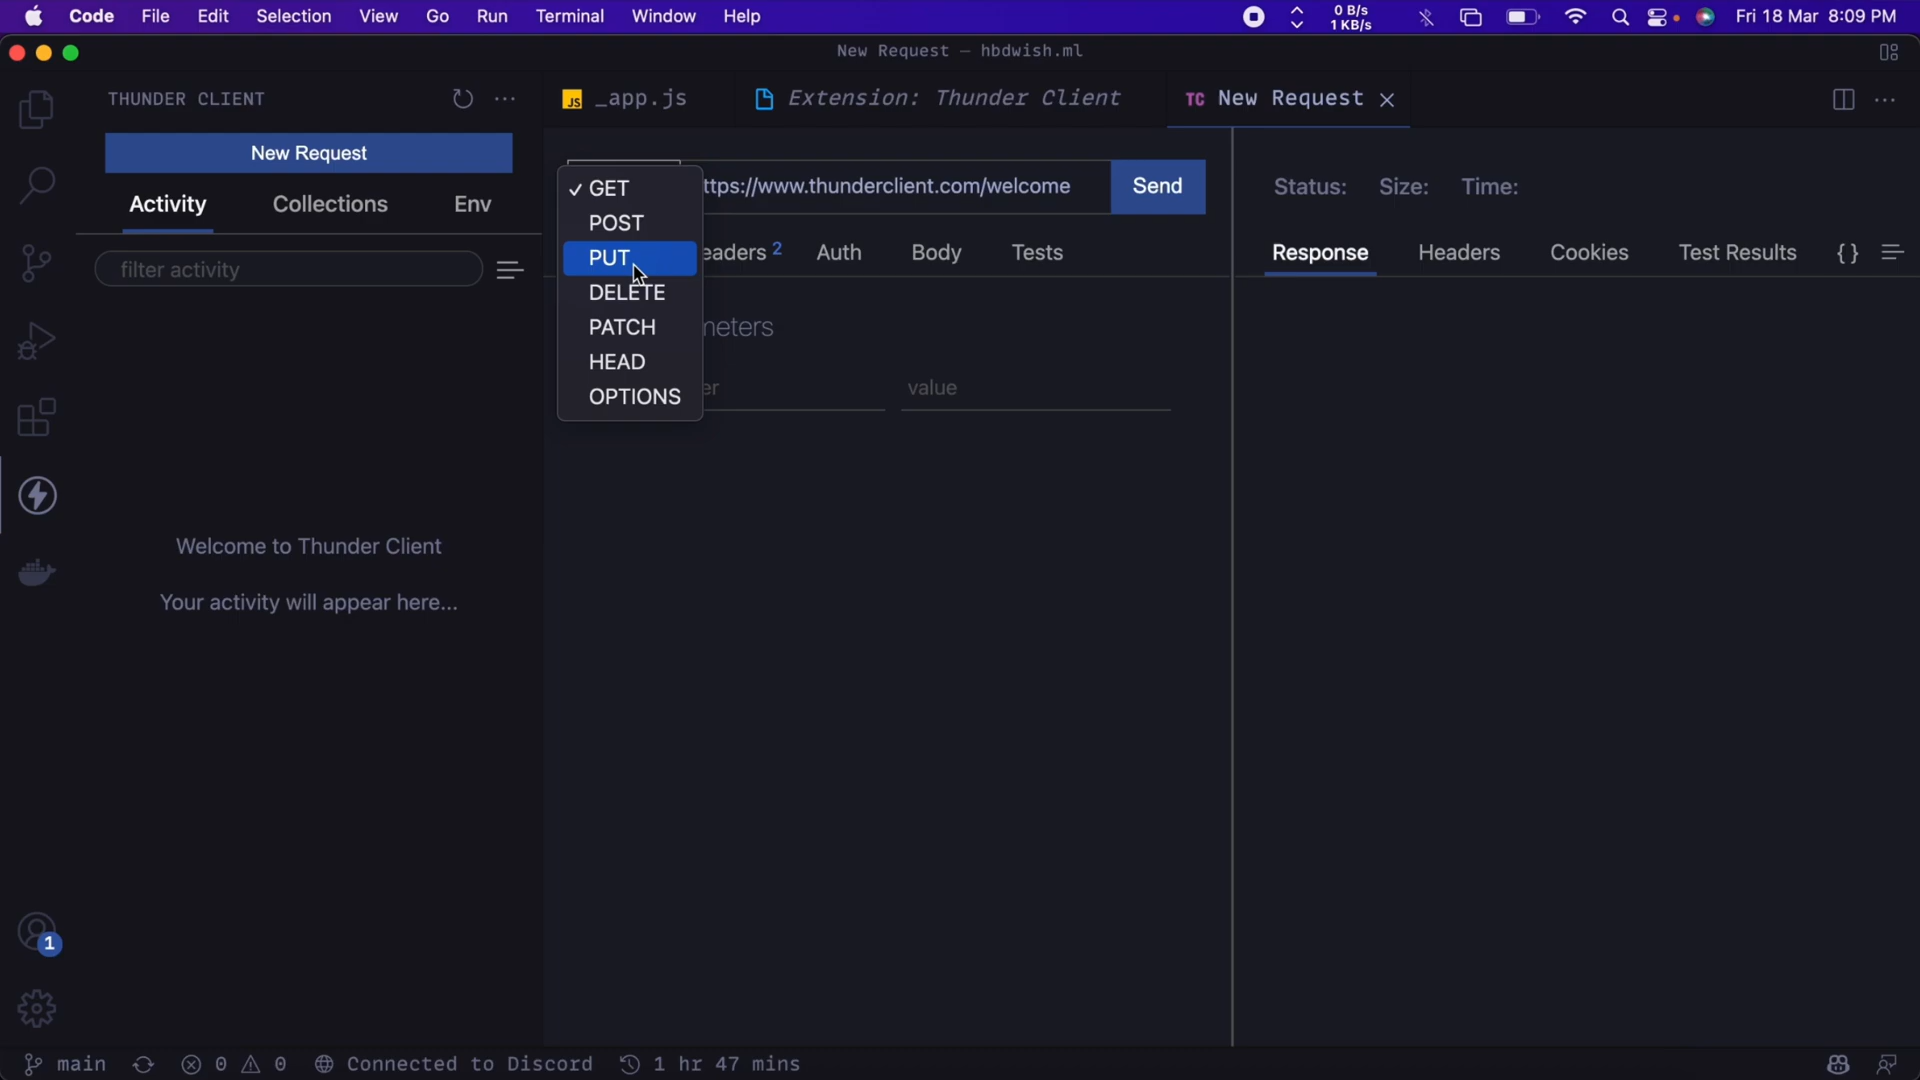 Code File Edit Selection View Go Run Terminal Window Help 0 B/s 1 KB/s Fri 18 Mar 8:09 PM
New Request — hbdwish.ml
THUNDER CLIENT
JS _app.js Extension: Thunder Client TC New Request
New Request
Activity Collections Env
filter activity
Welcome to Thunder Client
Your activity will appear here...
ttps://www.thunderclient.com/welcome Send
GET
POST
PUT
DELETE
PATCH
HEAD
OPTIONS
eaders 2 Auth Body Tests
meters
er value
Status: Size: Time:
Response Headers Cookies Test Results { }
1
main 0 0 Connected to Discord 1 hr 47 mins